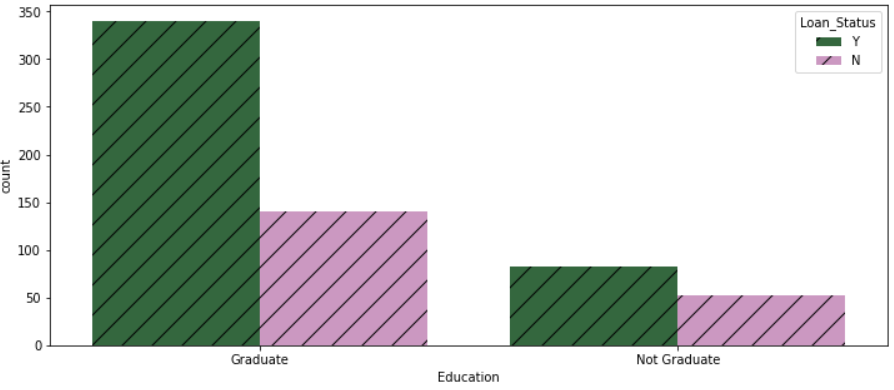 350
300
250
200
150
100
50
0
count
Loan_Status
Y
N
Graduate
Not Graduate
Education